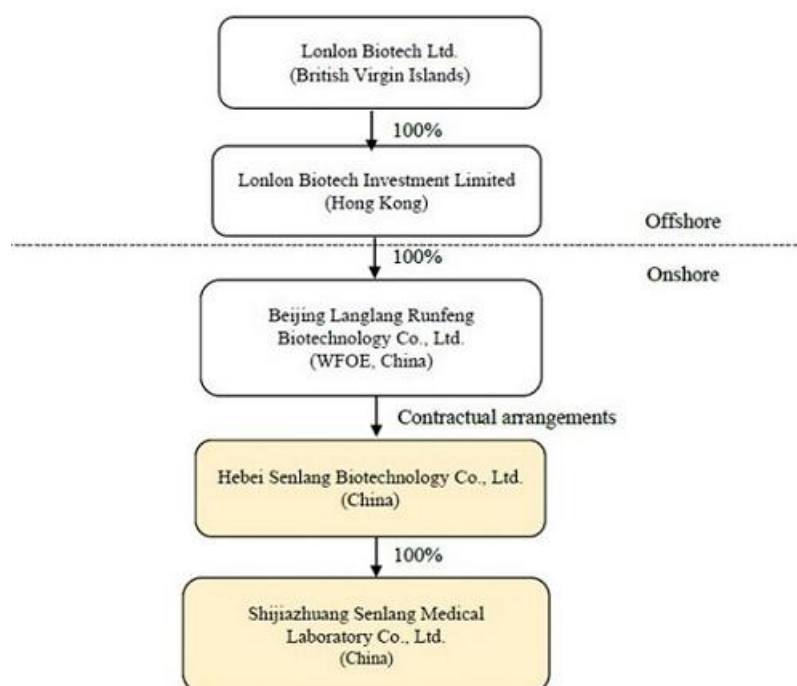 Lonlon Biotech Ltd.
(British Virgin Islands)
100%
Lonlon Biotech Investment Limited
(Hong Kong)
Offshore
100%
Onshore
Beijing Langlang Runfeng
Biotechnology Co., Ltd.
(WFOE, China)
Contractual arrangements
Hebei Senlang Biotechnology Co., Ltd.
(China)
100%
Shijiazhuang Senlang Medical
Laboratory Co., Ltd.
(China)